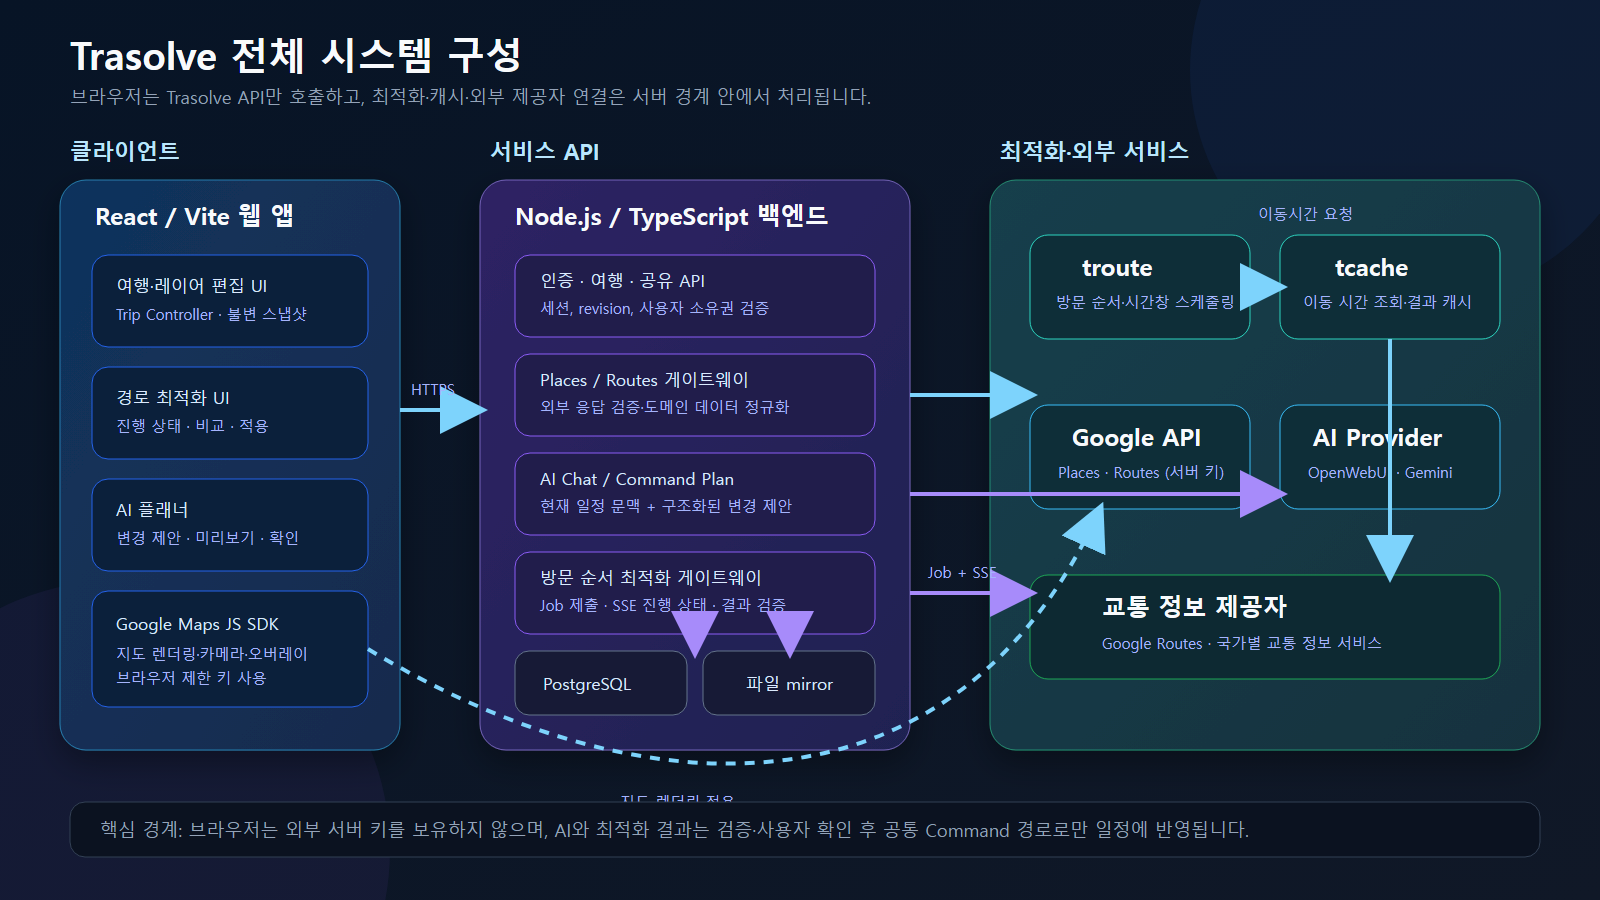 Trasolve 전체 시스템 구성
브라우저는 Trasolve API만 호출하고, 최적화·캐시·외부 제공자 연결은 서버 경계 안에서 처리됩니다.
클라이언트
React / Vite 웹 앱
여행·레이어 편집 UI
Trip Controller · 불변 스냅샷
경로 최적화 UI
진행 상태 · 비교 · 적용
AI 플래너
변경 제안 · 미리보기 · 확인
Google Maps JS SDK
지도 렌더링·카메라·오버레이
브라우저 제한 키 사용
HTTPS
서비스 API
Node.js / TypeScript 백엔드
인증 · 여행 · 공유 API
세션, revision, 사용자 소유권 검증
Places / Routes 게이트웨이
외부 응답 검증·도메인 데이터 정규화
AI Chat / Command Plan
현재 일정 문맥 + 구조화된 변경 제안
방문 순서 최적화 게이트웨이
Job 제출 · SSE 진행 상태 · 결과 검증
PostgreSQL
파일 mirror
Job + SSE
최적화·외부 서비스
이동시간 요청
troute
방문 순서·시간창 스케줄링
tcache
이동 시간 조회·결과 캐시
Google API
Places · Routes (서버 키)
AI Provider
OpenWebUI · Gemini
교통 정보 제공자
Google Routes · 국가별 교통 정보 서비스
지도 렌더링 전용
핵심 경계: 브라우저는 외부 서버 키를 보유하지 않으며, AI와 최적화 결과는 검증·사용자 확인 후 공통 Command 경로로만 일정에 반영됩니다.